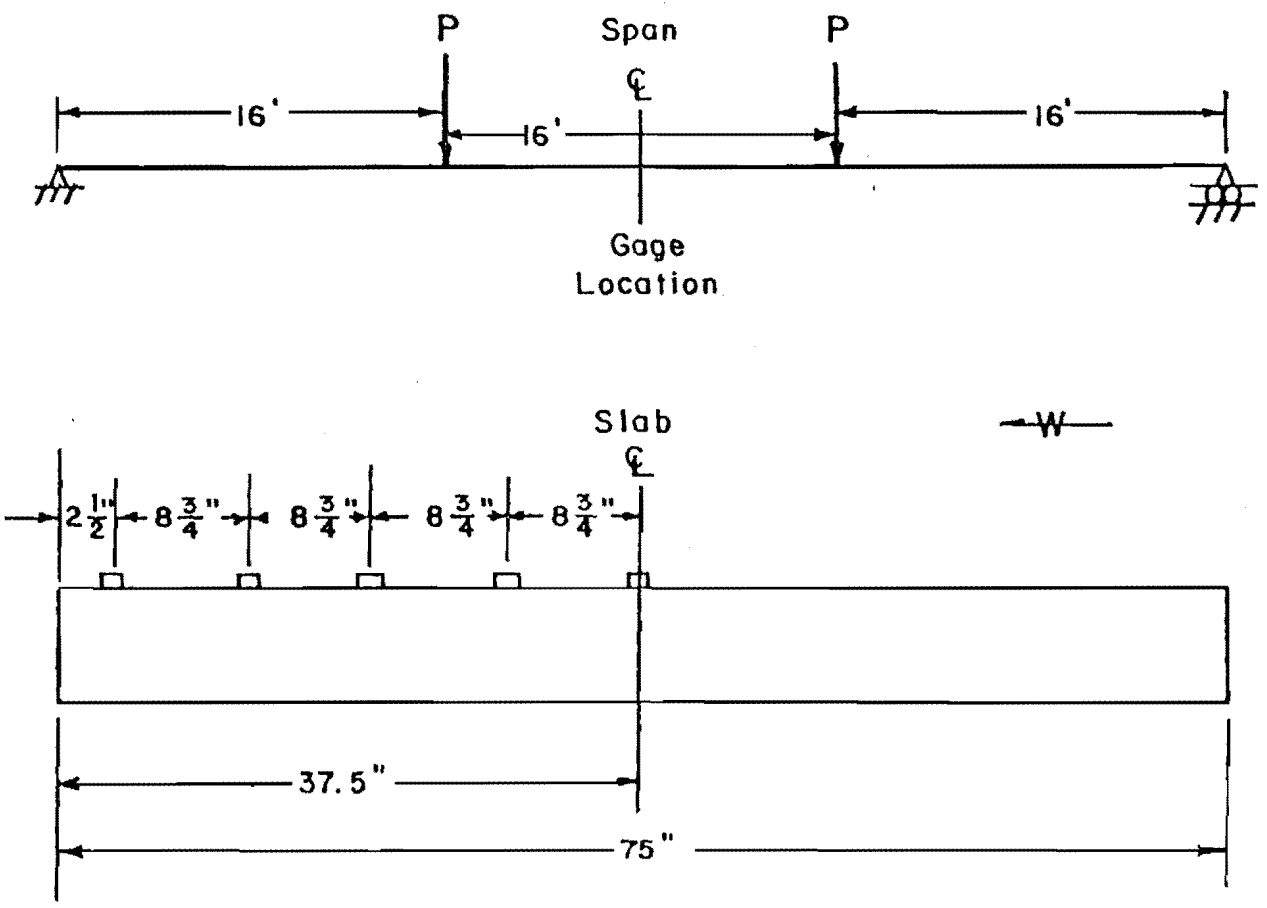 P Span P
℄
16' 16' 16'
Gage
Location
Slab
℄ W
2 1/2" 8 3/4" 8 3/4" 8 3/4" 8 3/4"
37.5"
75"